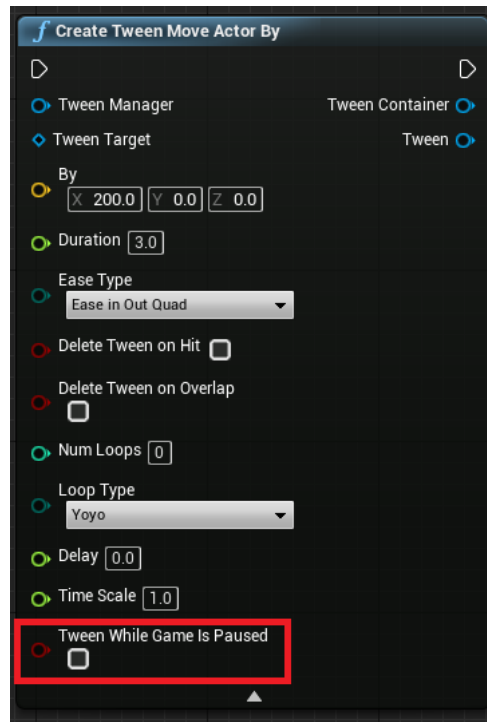 f Create Tween Move Actor By
Tween Manager Tween Container
Tween Target Tween
By
X 200.0 Y 0.0 Z 0.0
Duration 3.0
Ease Type
Ease in Out Quad
Delete Tween on Hit
Delete Tween on Overlap
Num Loops 0
Loop Type
Yoyo
Delay 0.0
Time Scale 1.0
Tween While Game Is Paused